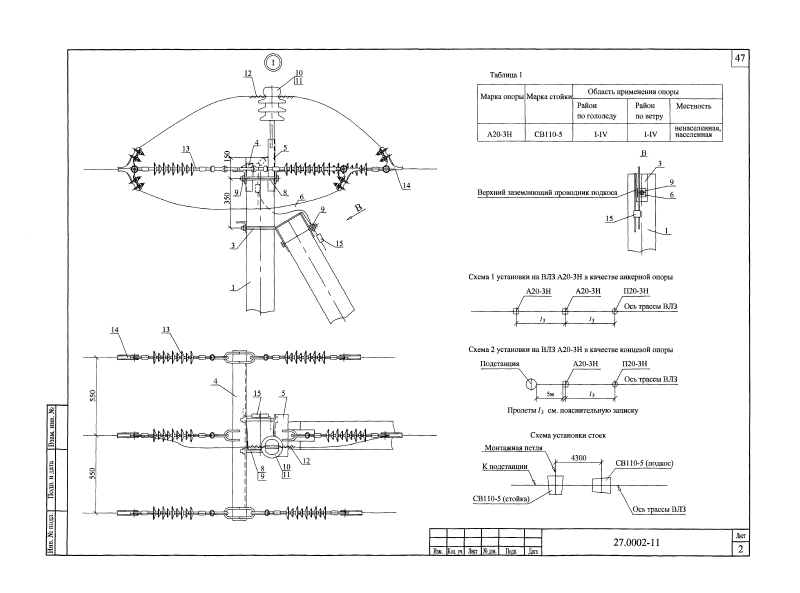 47
I
12
10
11
13
4
5
150
350
9
8
6
14
9
В
15
3
1
Таблица 1
Марка опоры
Марка стойки
Область применения опоры
Район
по гололеду
Район
по ветру
Местность
А20-3Н
СВ110-5
I-IV
I-IV
ненаселенная,
населенная
В
3
9
6
15
1
Верхний заземляющий проводник подкоса
Схема 1 установки на ВЛЗ А20-3Н в качестве анкерной опоры
А20-3Н
А20-3Н
П20-3Н
Ось трассы ВЛЗ
lз
lз
Схема 2 установки на ВЛЗ А20-3Н в качестве концевой опоры
Подстанция
А20-3Н
П20-3Н
Ось трассы ВЛЗ
5м
lз
Пролеты lз см. пояснительную записку
14
13
4
15
5
550
550
8
9
10
11
12
Схема установки стоек
Монтажная петля
4300
СВ110-5 (подкос)
К подстанции
СВ110-5 (стойка)
Ось трассы ВЛЗ
Взам. инв. №
Подп. и дата
Инв. № подл.
Изм.
Кол. уч.
Лист
№ док.
Подп.
Дата
27.0002-11
Лист
2